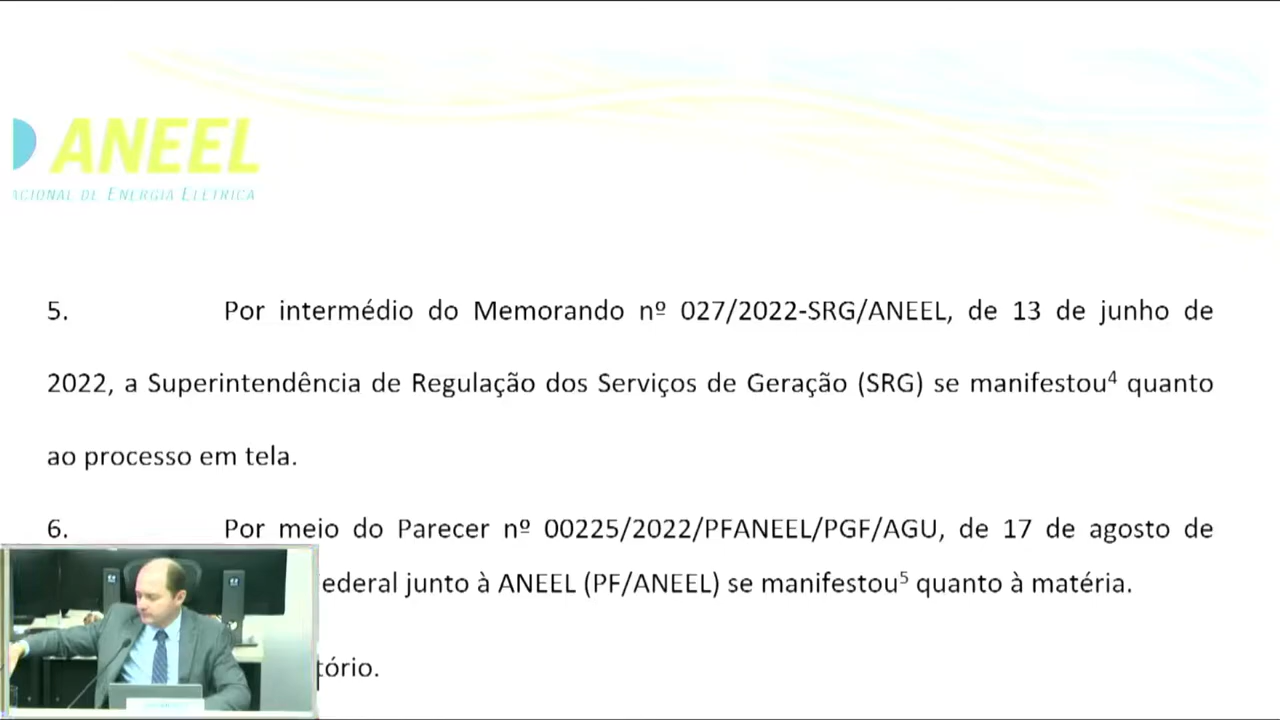 ANEEL
ACIONAL DE ENERGIA ELÉTRICA
5. Por intermédio do Memorando nº 027/2022-SRG/ANEEL, de 13 de junho de
2022, a Superintendência de Regulação dos Serviços de Geração (SRG) se manifestou⁴ quanto
ao processo em tela.
6. Por meio do Parecer nº 00225/2022/PFANEEL/PGF/AGU, de 17 de agosto de
ederal junto à ANEEL (PF/ANEEL) se manifestou⁵ quanto à matéria.
tório.